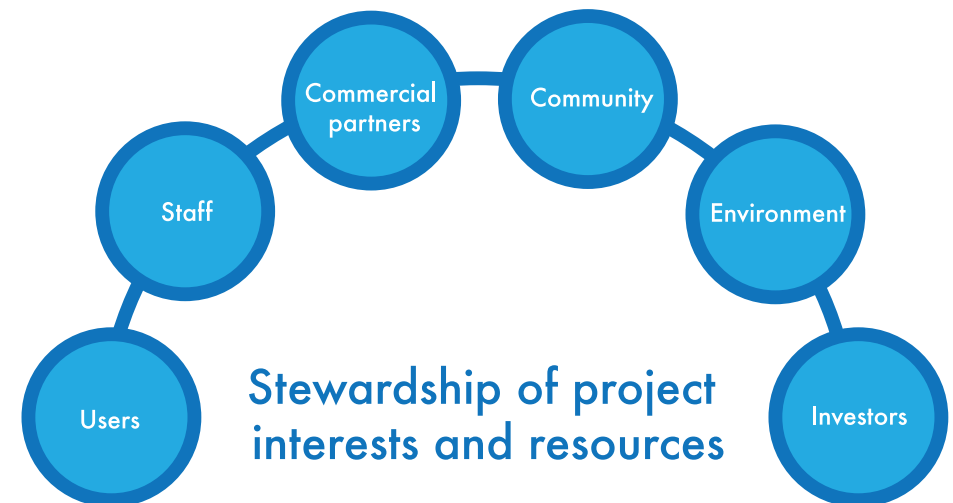 Commercial
partners
Community
Staff
Environment
Users
Investors
Stewardship of project
interests and resources